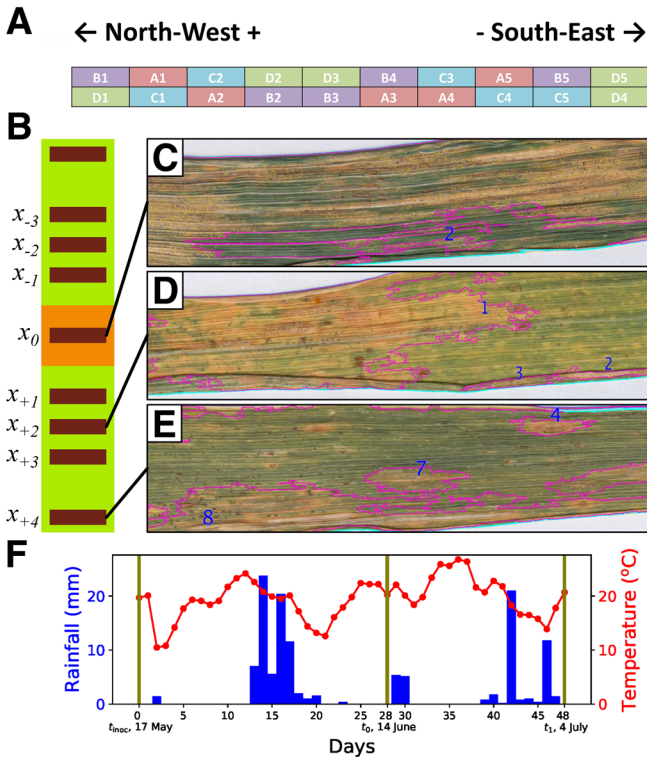 A
← North-West +
- South-East →
B1 A1 C2 D2 D3 B4 C3 A5 B5 D5
D1 C1 A2 B2 B3 A3 A4 C4 C5 D4
B
x-3
x-2
x-1
x0
x+1
x+2
x+3
x+4
C
2
D
1
3
2
E
4
7
8
F
Rainfall (mm)
20
10
0
Temperature (ºC)
20
10
0
0 5 10 15 20 25 28 30 35 40 45 48
tinoc, 17 May
t0, 14 June
t1, 4 July
Days